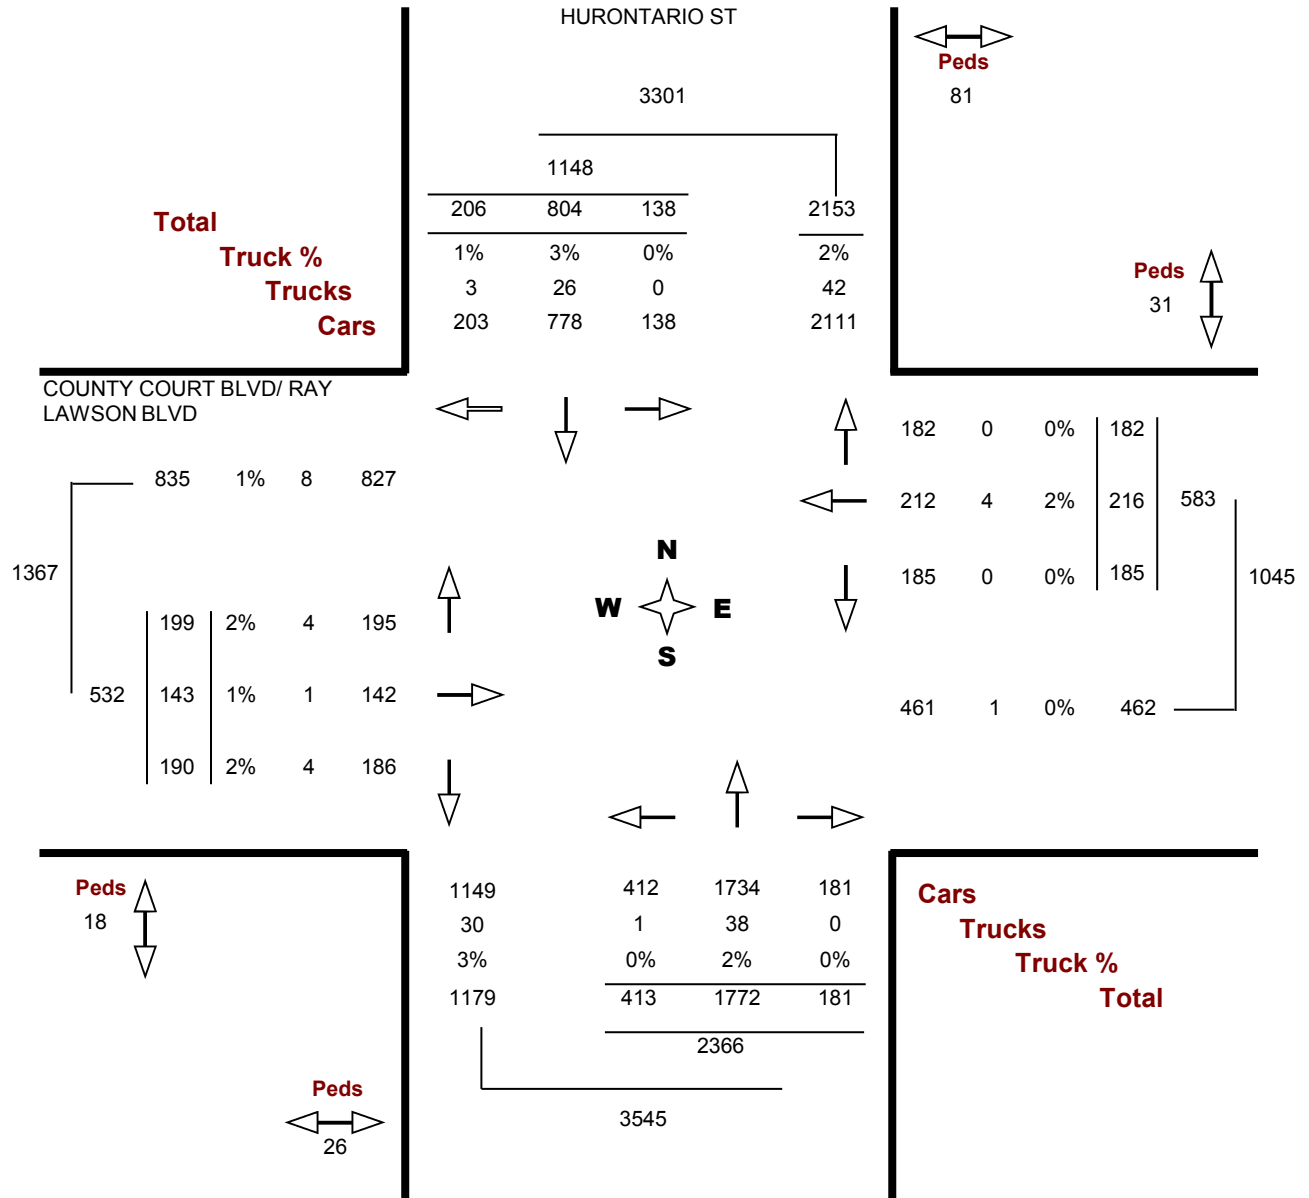 HURONTARIO ST
Peds
81
3301
1148
206 804 138 2153
Total
1% 3% 0% 2%
Truck %
3 26 0 42
Trucks
203 778 138 2111
Cars
Peds
31
COUNTY COURT BLVD/ RAY
LAWSON BLVD
182 0 0% 182
835 1% 8 827
212 4 2% 216 583
N
1367
185 0 0% 185
1045
W E
199 2% 4 195
S
532 143 1% 1 142
461 1 0% 462
190 2% 4 186
Peds
18
1149 412 1734 181
Cars
30 1 38 0
Trucks
3% 0% 2% 0%
Truck %
1179 413 1772 181
Total
2366
Peds
26
3545